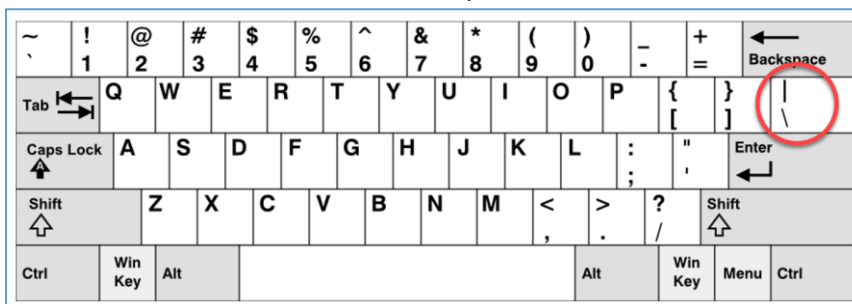 ~ ! @ # $ % ^ & * ( ) _ + Backspace
` 1 2 3 4 5 6 7 8 9 0 - =
Tab Q W E R T Y U I O P { } |
[ ] \
Caps Lock A S D F G H J K L : " Enter
; '
Shift Z X C V B N M < > ? Shift
, . /
Ctrl Win Key Alt Alt Win Key Menu Ctrl